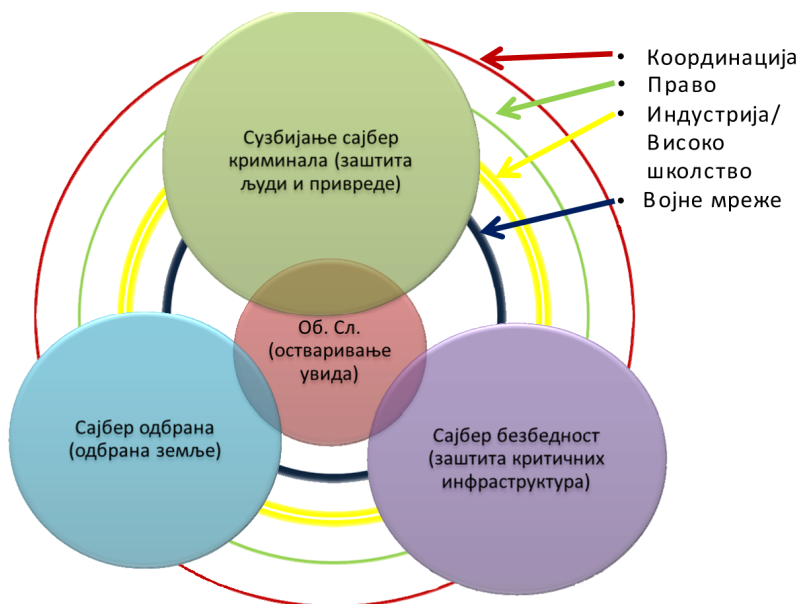 Сузбијање сајбер
криминала (заштита
људи и привреде)
• Координација
• Право
• Индустрија/
Високо
школство
• Војне мреже
Об. Сл.
(остваривање
увида)
Сајбер одбрана
(одбрана земље)
Сајбер безбедност
(заштита критичних
инфраструктура)